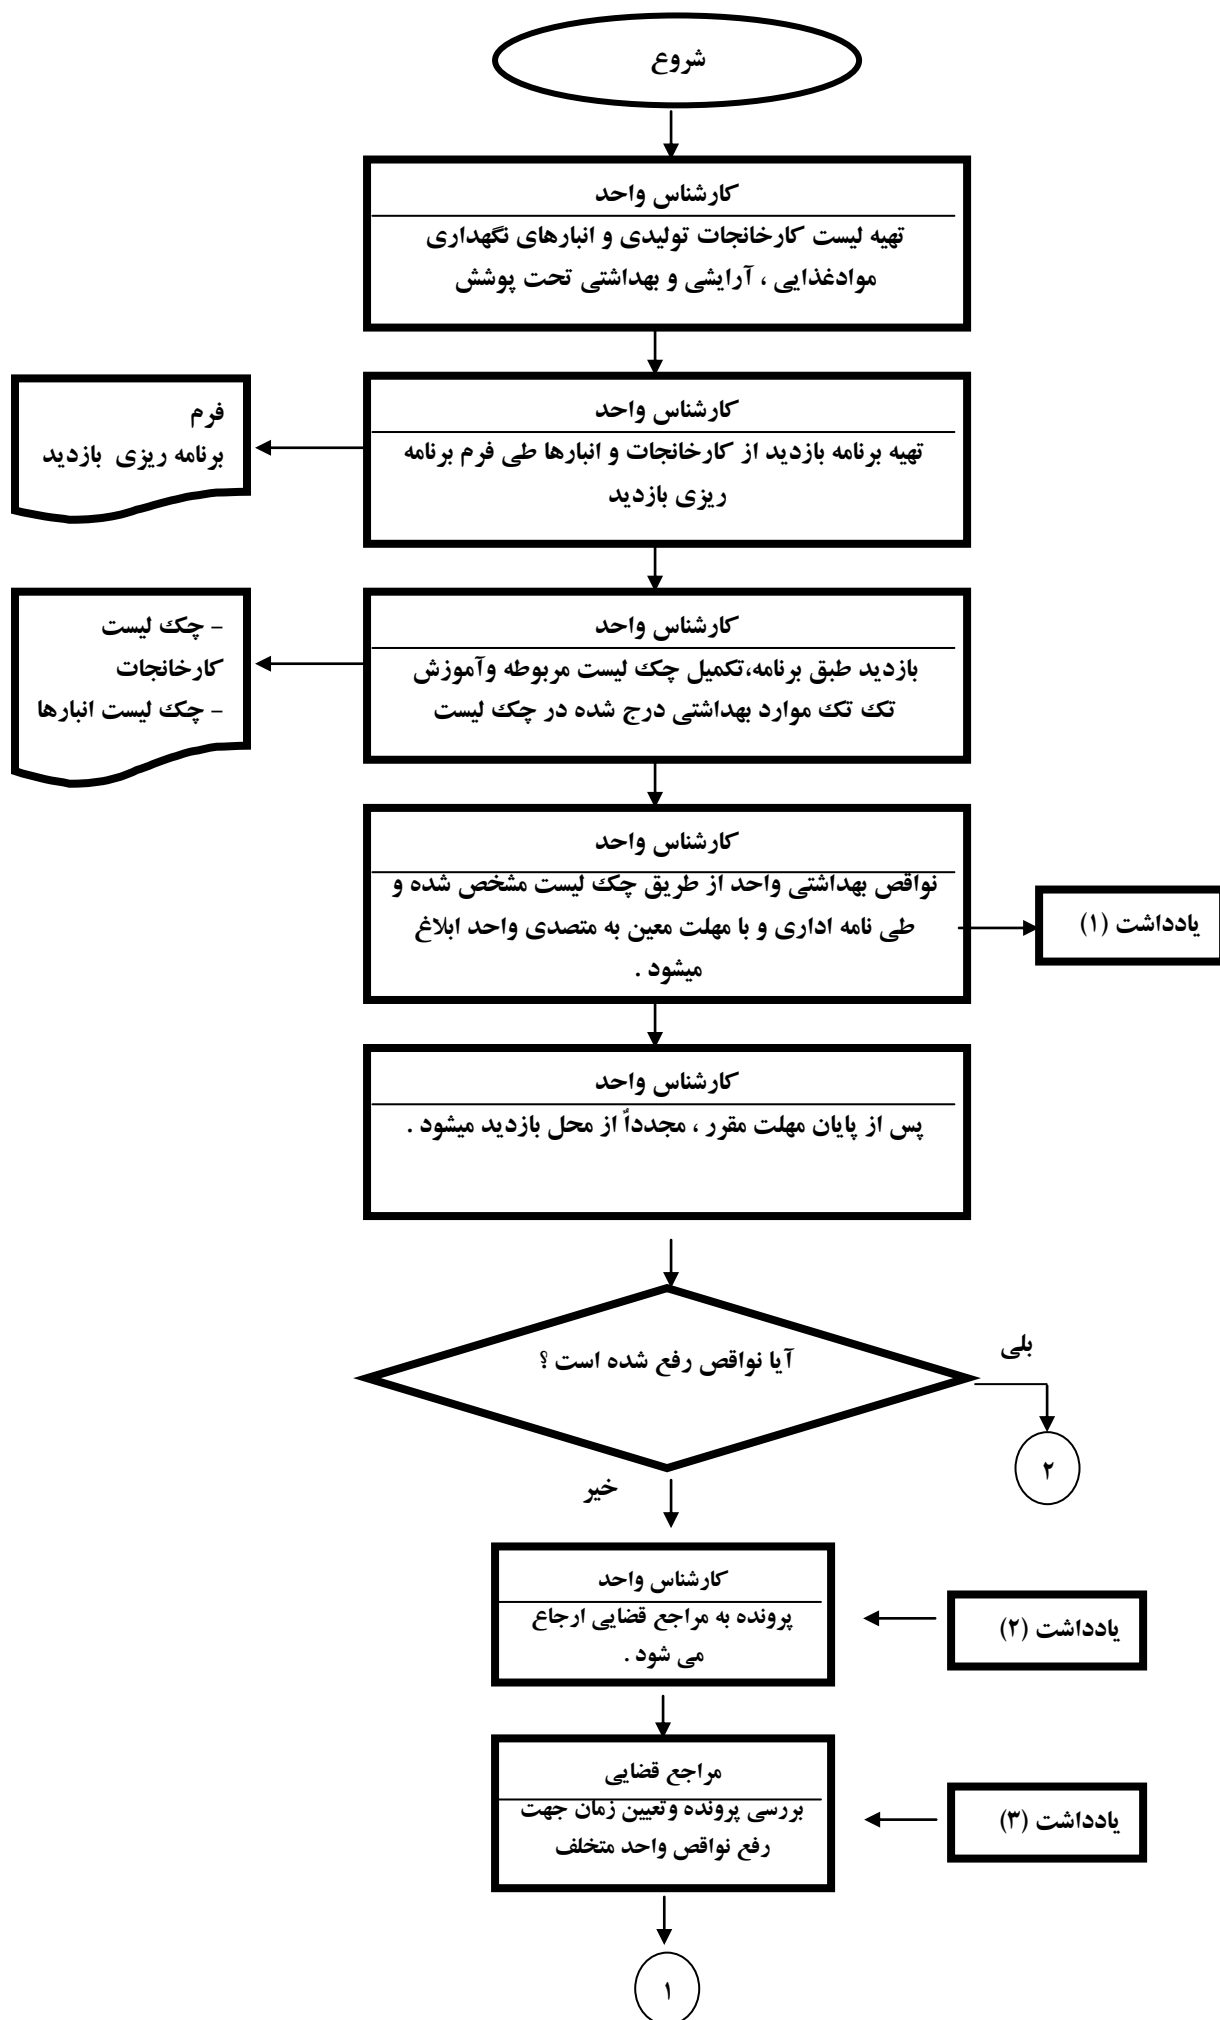 شروع
کارشناس واحد
تهیه لیست کارخانجات تولیدی و انبارهای نگهداری
موادغذایی ، آرایشی و بهداشتی تحت پوشش
کارشناس واحد
تهیه برنامه بازدید از کارخانجات و انبارها طی فرم برنامه
ریزی بازدید
فرم
برنامه ریزی بازدید
کارشناس واحد
بازدید طبق برنامه،تکمیل چک لیست مربوطه وآموزش
تک تک موارد بهداشتی درج شده در چک لیست
- چک لیست
کارخانجات
- چک لیست انبارها
کارشناس واحد
نواقص بهداشتی واحد از طریق چک لیست مشخص شده و
طی نامه اداری و با مهلت معین به متصدی واحد ابلاغ
میشود .
یادداشت (۱)
کارشناس واحد
پس از پایان مهلت مقرر ، مجدداً از محل بازدید میشود .
آیا نواقص رفع شده است ؟
بلی
۲
خیر
کارشناس واحد
پرونده به مراجع قضایی ارجاع
می شود .
یادداشت (۲)
مراجع قضایی
بررسی پرونده وتعیین زمان جهت
رفع نواقص واحد متخلف
یادداشت (۳)
۱